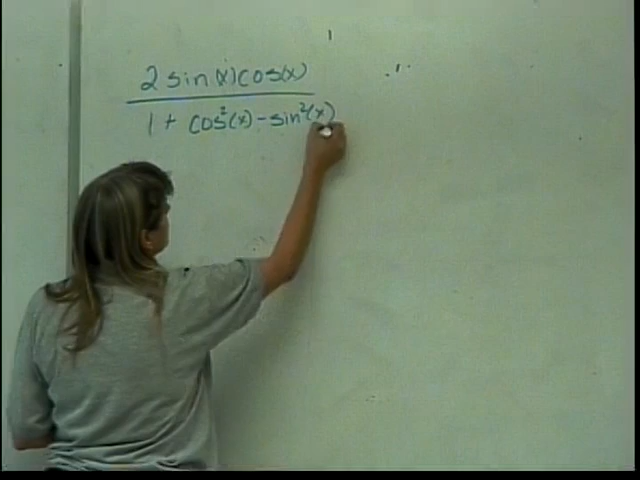 2 sin(x)cos(x)
1 + cos²(x) - sin²(x)